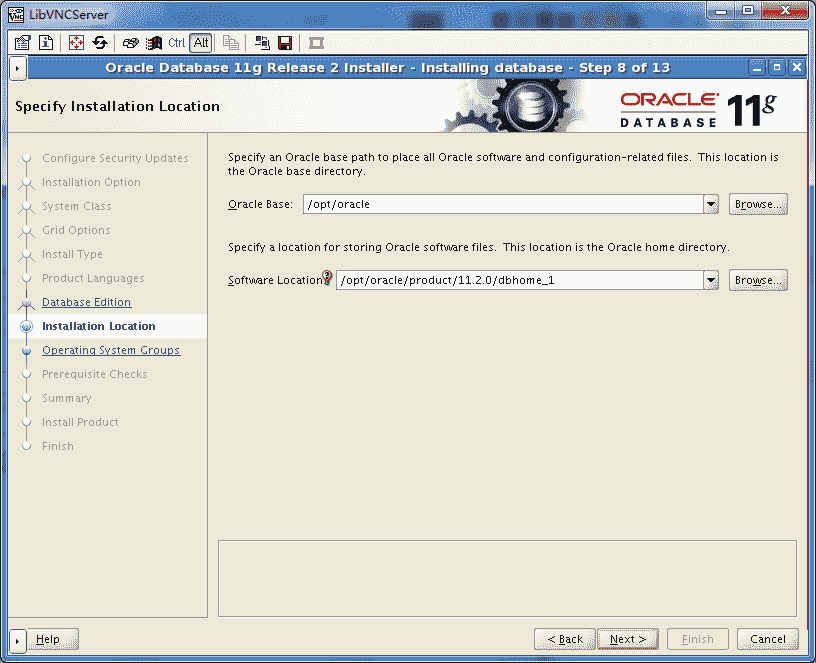 LibVNCServer
Ctrl Alt
Oracle Database 11g Release 2 Installer - Installing database - Step 8 of 13
Specify Installation Location
ORACLE
DATABASE 11g
Configure Security Updates
Installation Option
System Class
Grid Options
Install Type
Product Languages
Database Edition
Installation Location
Operating System Groups
Prerequisite Checks
Summary
Install Product
Finish
Specify an Oracle base path to place all Oracle software and configuration-related files. This location is
the Oracle base directory.
Oracle Base: /opt/oracle Browse...
Specify a location for storing Oracle software files. This location is the Oracle home directory.
Software Location: /opt/oracle/product/11.2.0/dbhome_1 Browse...
Help < Back Next > Finish Cancel